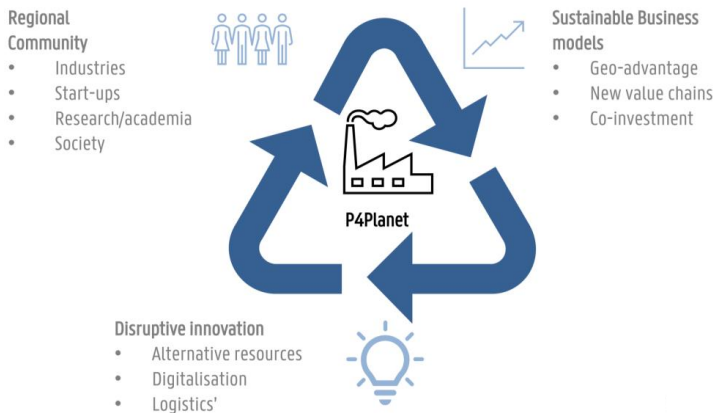 Regional
Community
• Industries
• Start-ups
• Research/academia
• Society
Sustainable Business
models
• Geo-advantage
• New value chains
• Co-investment
P4Planet
Disruptive innovation
• Alternative resources
• Digitalisation
• Logistics'